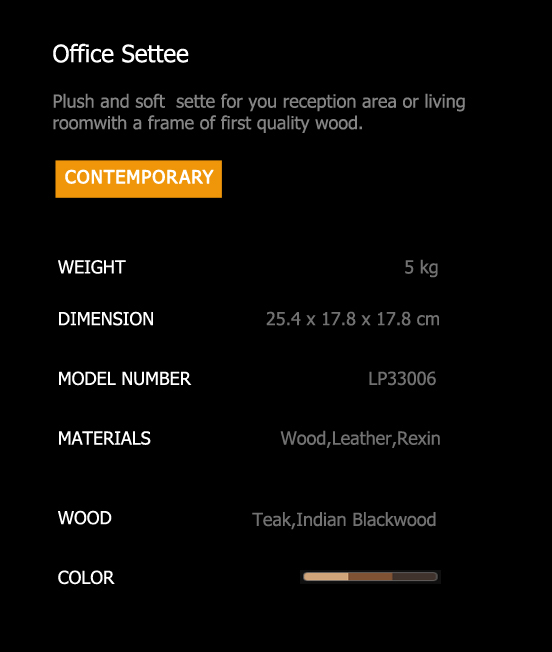 Office Settee
Plush and soft  sette for you reception area or living
roomwith a frame of first quality wood.
CONTEMPORARY
WEIGHT 5 kg
DIMENSION 25.4 x 17.8 x 17.8 cm
MODEL NUMBER LP33006
MATERIALS Wood,Leather,Rexin
WOOD Teak,Indian Blackwood
COLOR